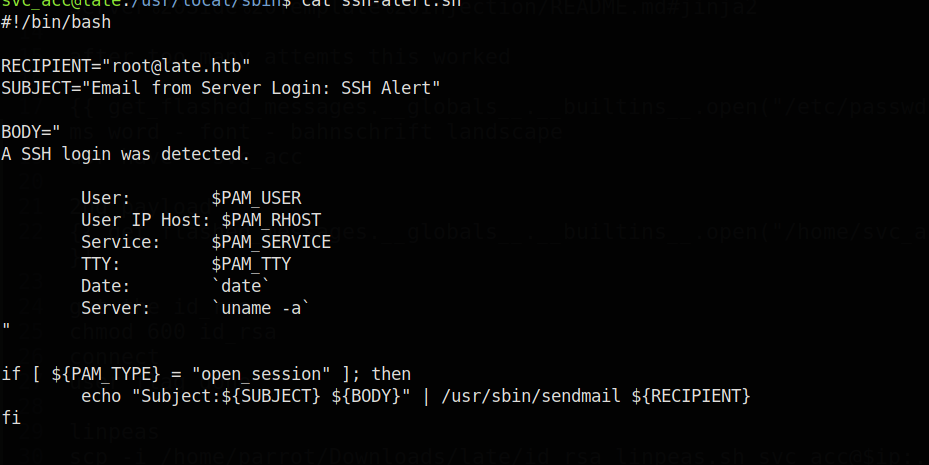 svc_acc@late:/usr/local/sbin$ cat ssh-alert.sh
#!/bin/bash
RECIPIENT="root@late.htb"
SUBJECT="Email from Server Login: SSH Alert"
BODY="
A SSH login was detected.
        User:        $PAM_USER
        User IP Host: $PAM_RHOST
        Service:     $PAM_SERVICE
        TTY:         $PAM_TTY
        Date:        `date`
        Server:      `uname -a`
"
if [ ${PAM_TYPE} = "open_session" ]; then
        echo "Subject:${SUBJECT} ${BODY}" | /usr/sbin/sendmail ${RECIPIENT}
fi